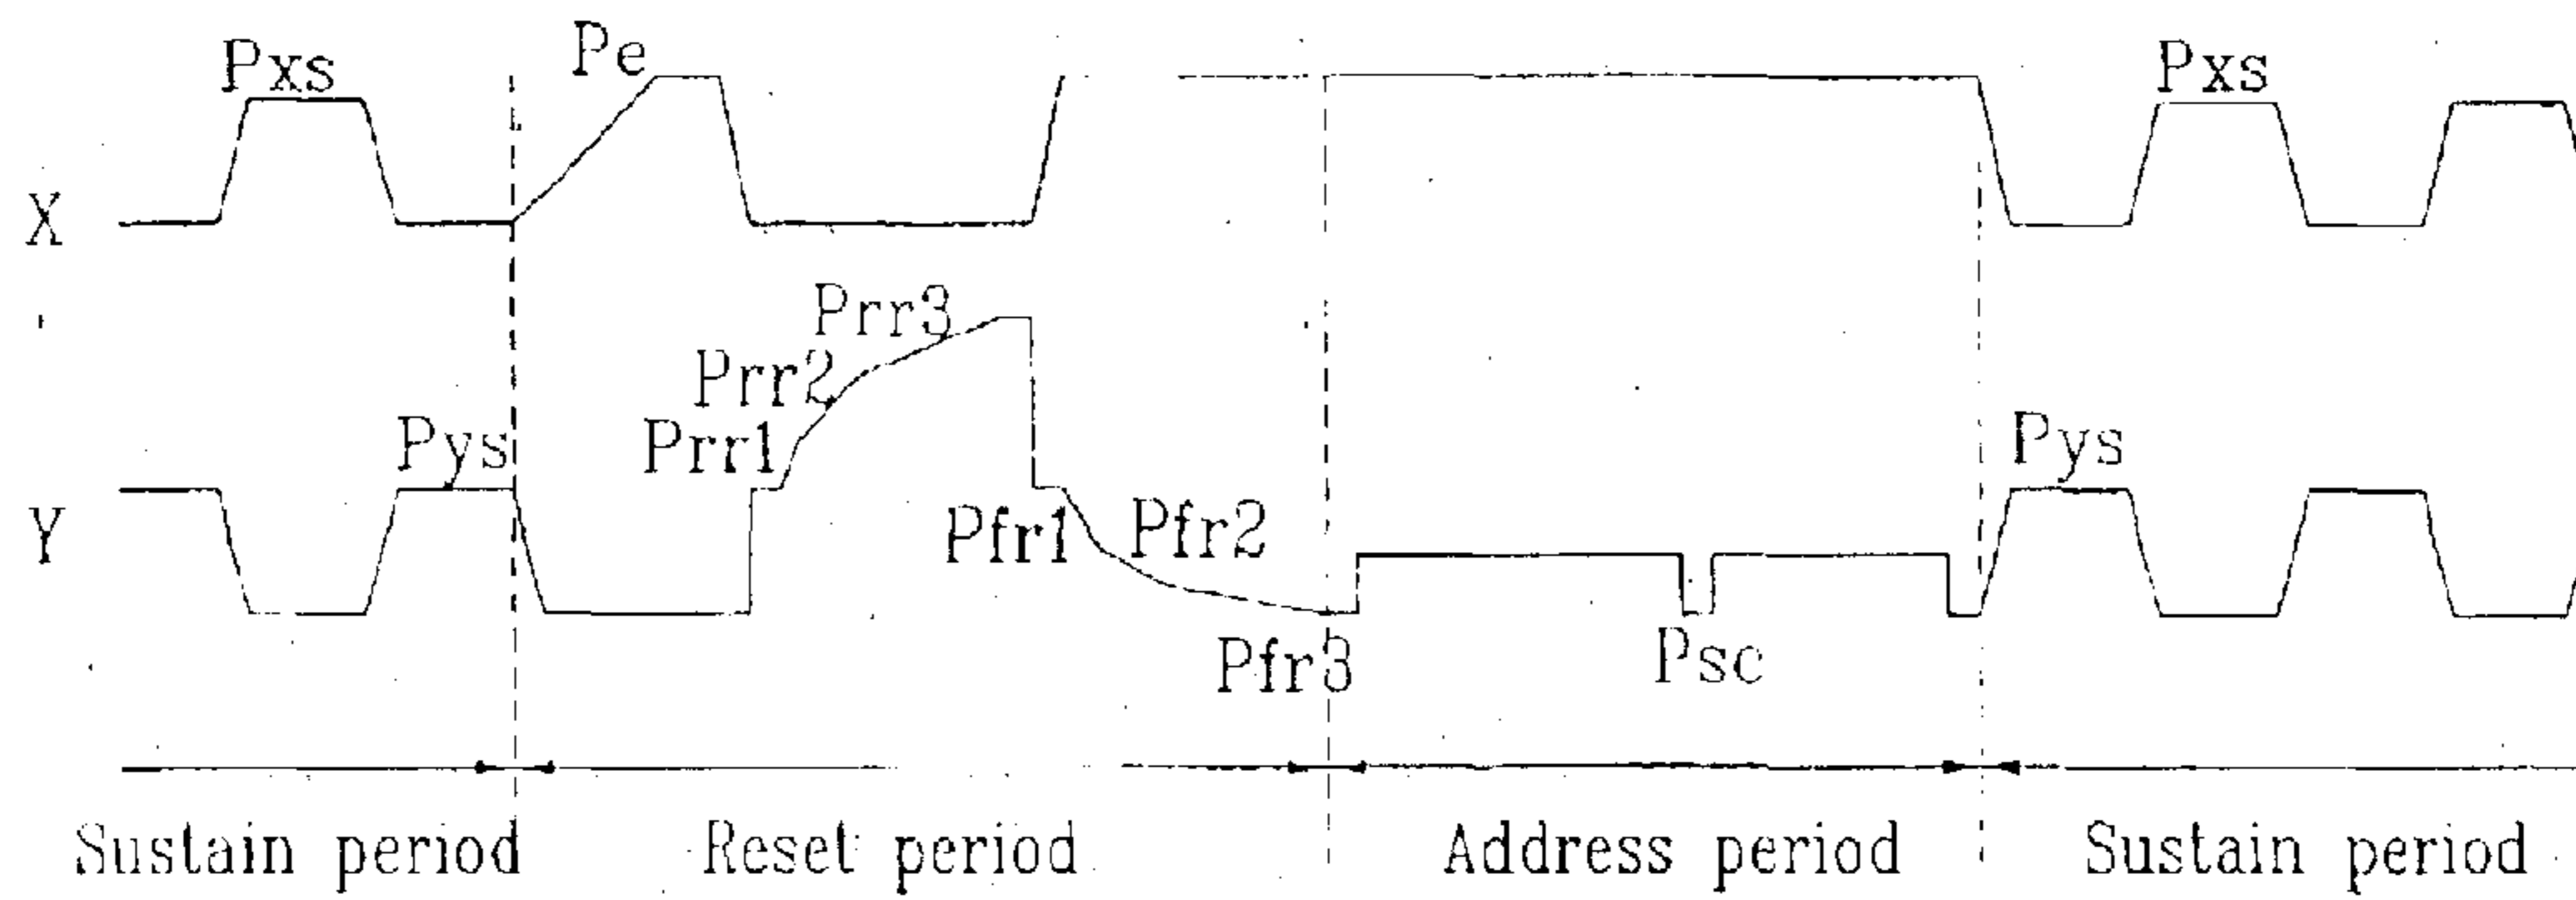 Pxs
Pe
Pxs
X
Prr3
Prr2
Prr1
Pys
Pys
Y
Pfr1
Pfr2
Pfr3
Psc
Sustain period
Reset period
Address period
Sustain period